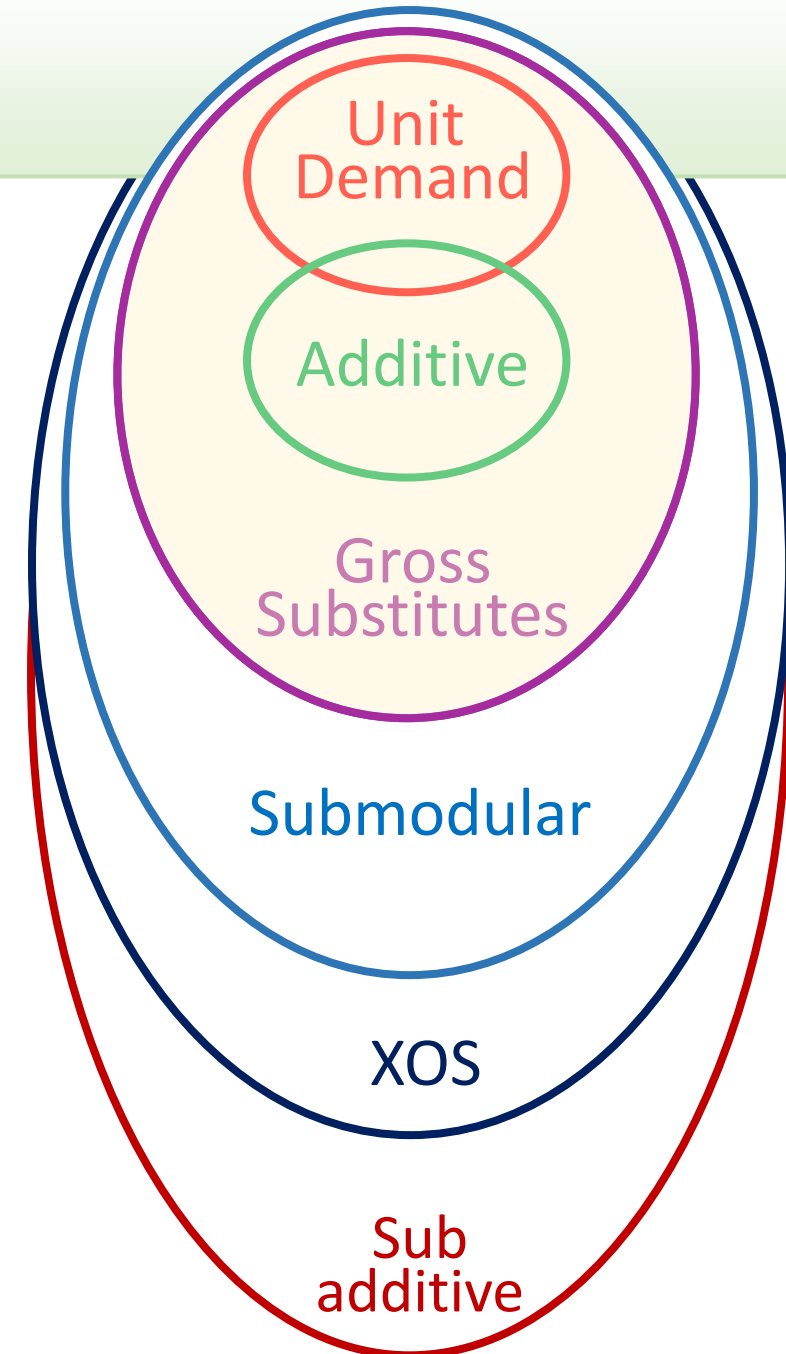 Unit
Demand
Additive
Gross
Substitutes
Submodular
XOS
Sub
additive